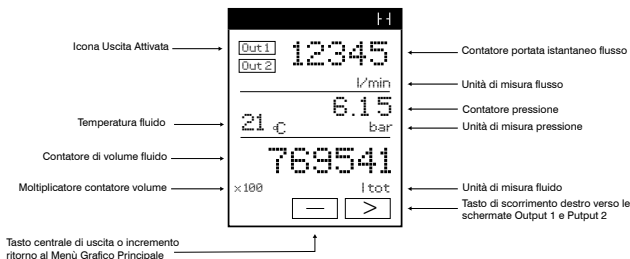 Icona Uscita Attivata
Out1
12345
Contatore portata istantaneo flusso
Out2
l/min
Unità di misura flusso
6.15
Contatore pressione
Temperatura fluido
21 °C
bar
Unità di misura pressione
Contatore di volume fluido
769541
Moltiplicatore contatore volume
×100
l tot
Unità di misura fluido
— >
Tasto di scorrimento destro verso le
schermate Output 1 e Putput 2
Tasto centrale di uscita o incremento
ritorno al Menù Grafico Principale